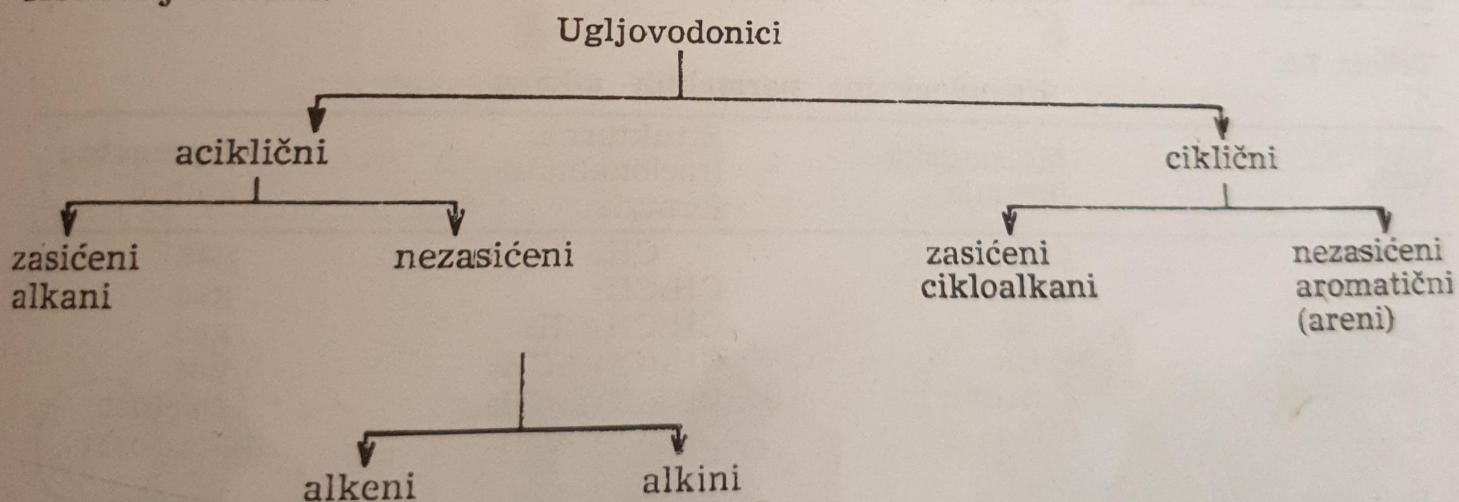 Ugljovodonici
aciklični
ciklični
zasićeni
alkani
nezasićeni
zasićeni
cikloalkani
nezasićeni
aromatični
(areni)
alkeni
alkini